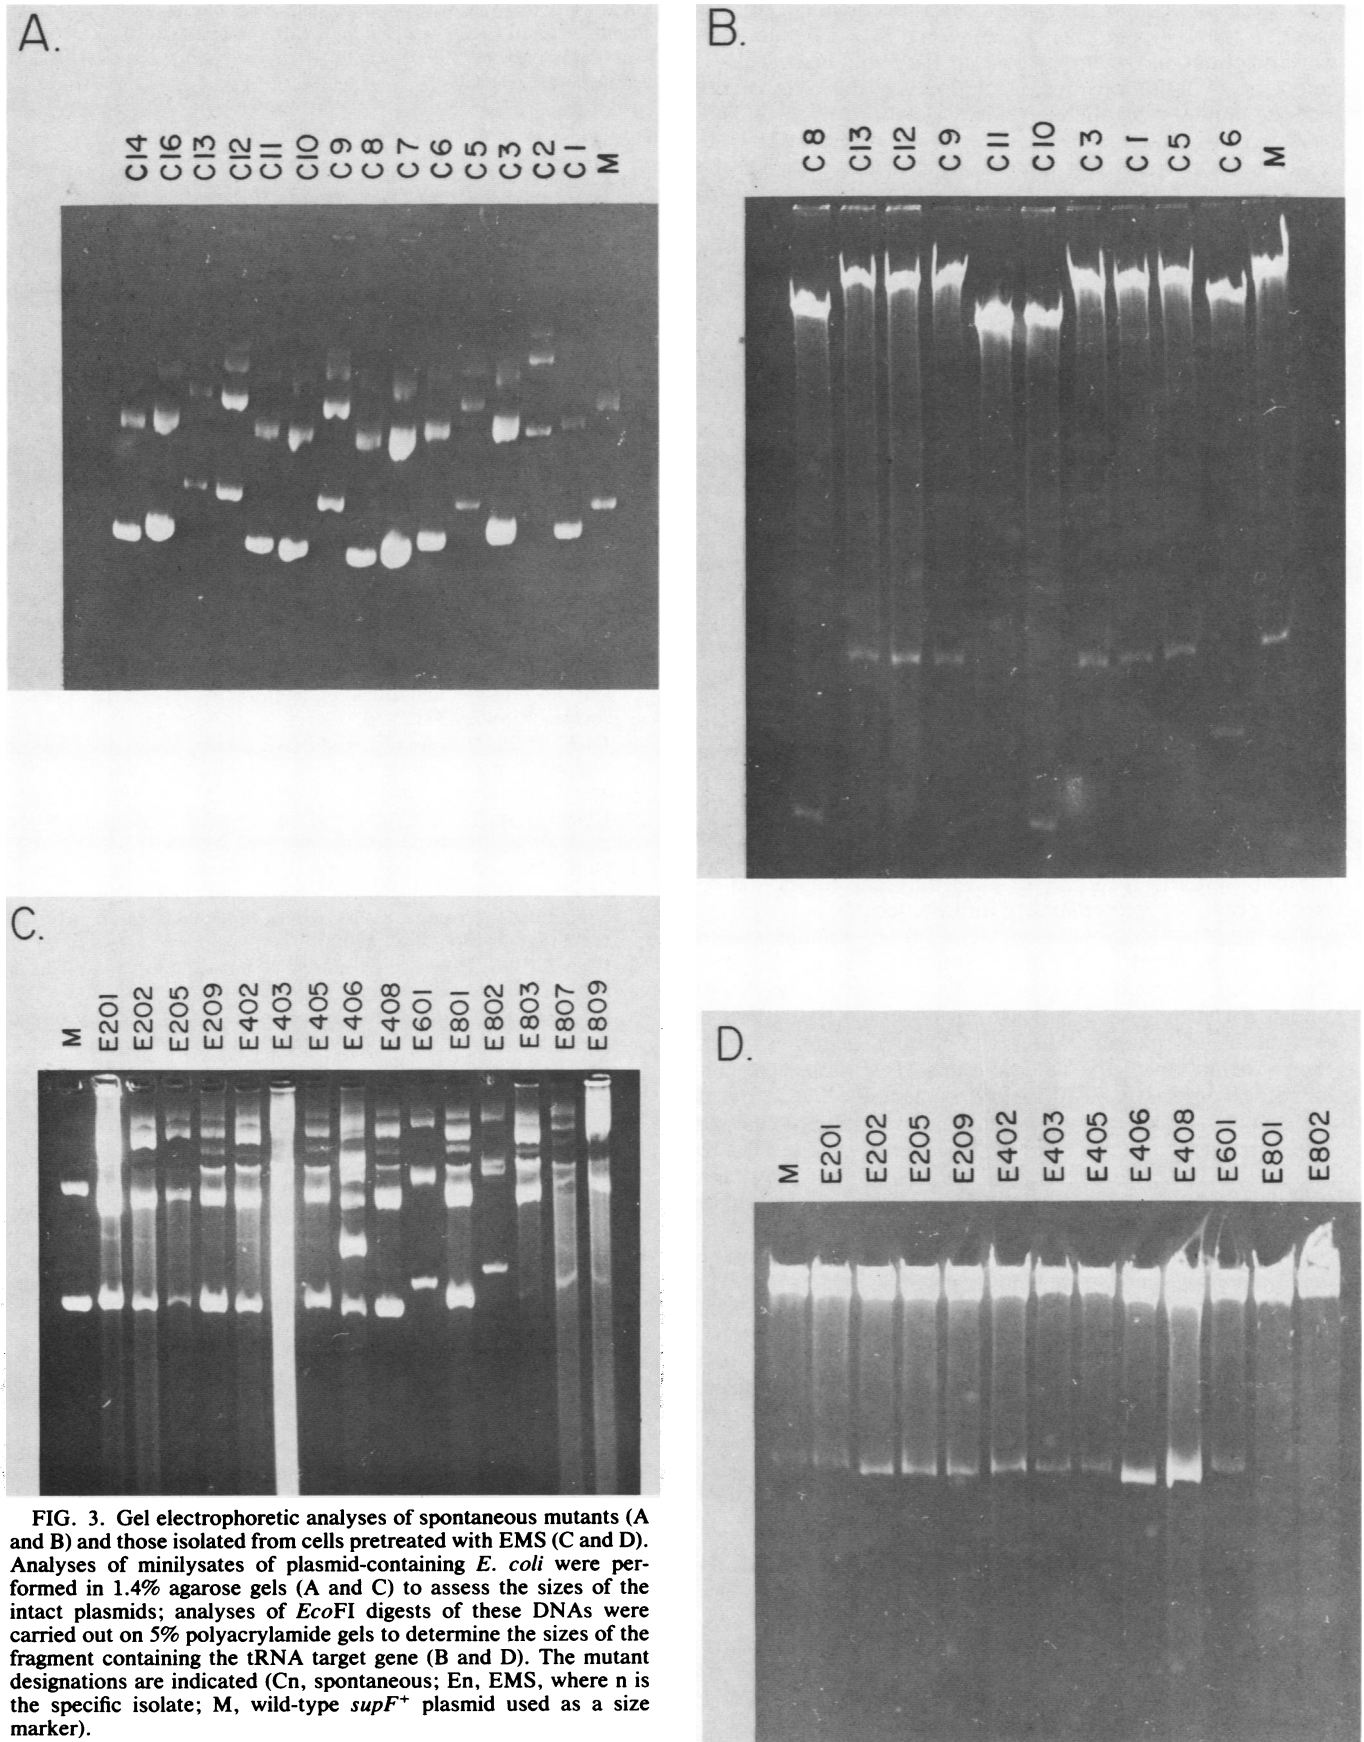 A.
C14 C16 C13 C12 C11 C10 C9 C8 C7 C6 C5 C3 C2 C1 M
B.
C8 C13 C12 C9 C11 C10 C3 C1 C5 C6 M
C.
M E201 E202 E205 E209 E402 E403 E405 E406 E408 E601 E801 E802 E803 E807 E809
D.
M E201 E202 E205 E209 E402 E403 E405 E406 E408 E601 E801 E802
FIG. 3. Gel electrophoretic analyses of spontaneous mutants (A
and B) and those isolated from cells pretreated with EMS (C and D).
Analyses of minilysates of plasmid-containing E. coli were per-
formed in 1.4% agarose gels (A and C) to assess the sizes of the
intact plasmids; analyses of EcoFI digests of these DNAs were
carried out on 5% polyacrylamide gels to determine the sizes of the
fragment containing the tRNA target gene (B and D). The mutant
designations are indicated (Cn, spontaneous; En, EMS, where n is
the specific isolate; M, wild-type supF+ plasmid used as a size
marker).